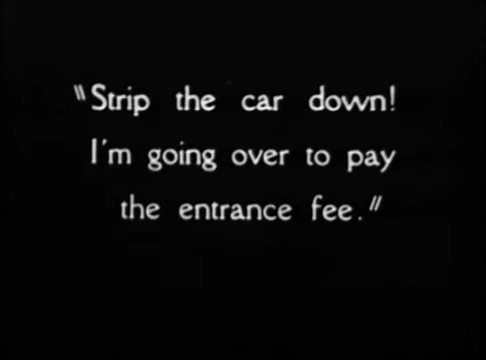 "Strip the car down!
I'm going over to pay
the entrance fee."